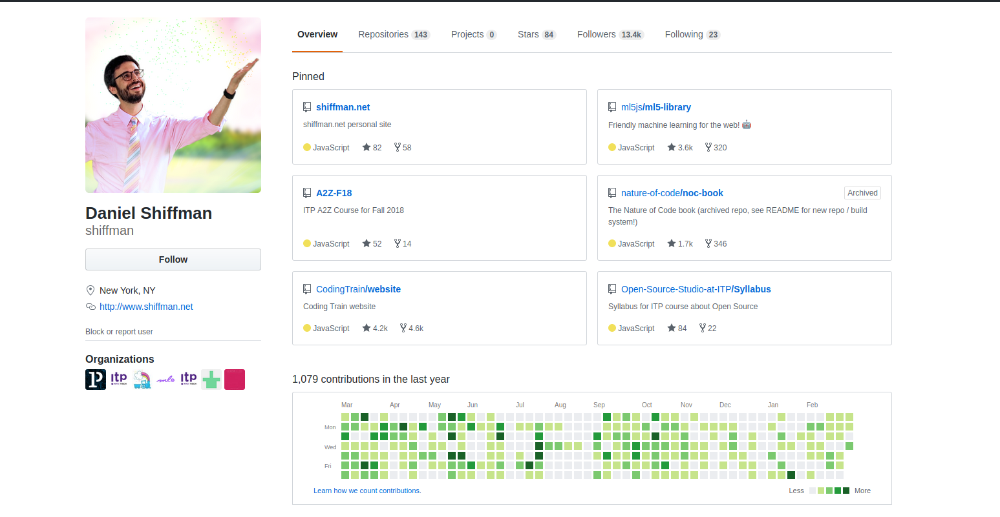 Overview Repositories 143 Projects 0 Stars 84 Followers 13.4k Following 23
Daniel Shiffman
shiffman
Follow
New York, NY
http://www.shiffman.net
Block or report user
Organizations
itp
itp
Pinned
shiffman.net
shiffman.net personal site
JavaScript 82 58
ml5js/ml5-library
Friendly machine learning for the web! 🤖
JavaScript 3.6k 320
A2Z-F18
ITP A2Z Course for Fall 2018
JavaScript 52 14
nature-of-code/noc-book Archived
The Nature of Code book (archived repo, see README for new repo / build
system!)
JavaScript 1.7k 346
CodingTrain/website
Coding Train website
JavaScript 4.2k 4.6k
Open-Source-Studio-at-ITP/Syllabus
Syllabus for ITP course about Open Source
JavaScript 84 22
1,079 contributions in the last year
Mar Apr May Jun Jul Aug Sep Oct Nov Dec Jan Feb
Mon
Wed
Fri
Learn how we count contributions. Less More